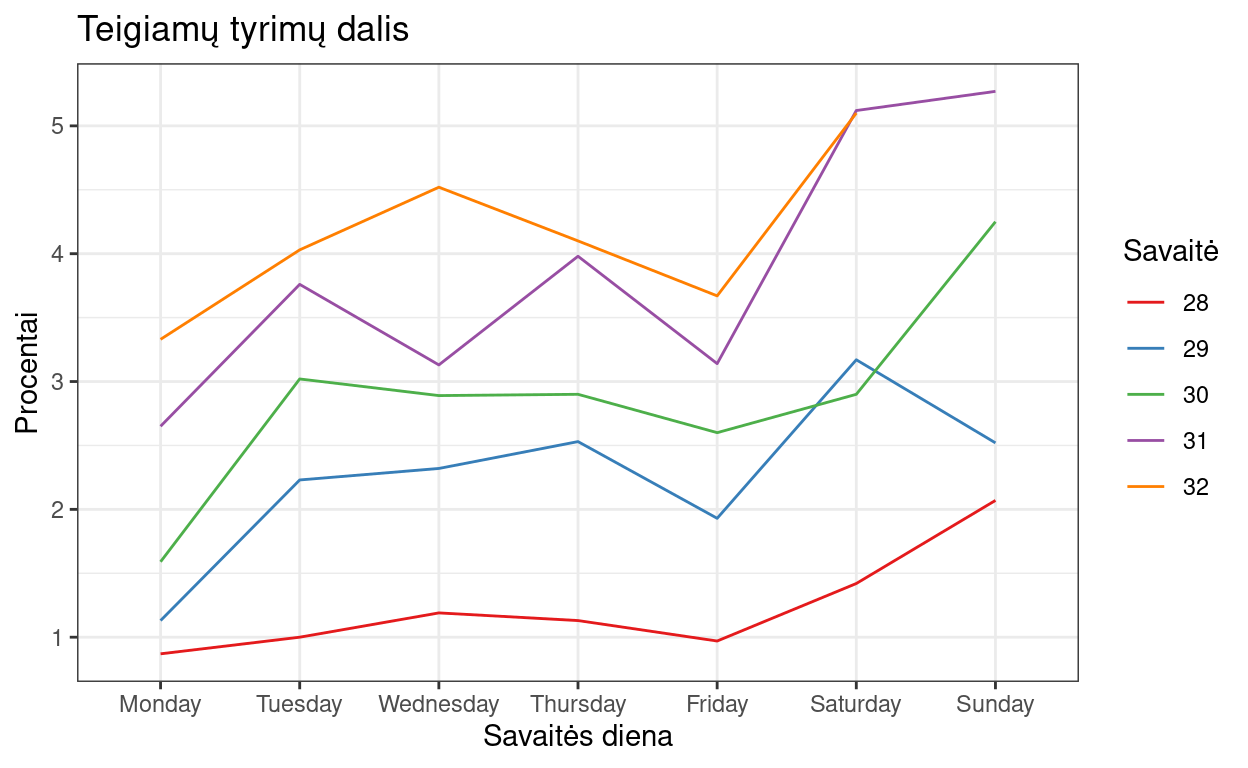 Teigiamų tyrimų dalis
Procentai
5
4
3
2
1
Monday Tuesday Wednesday Thursday Friday Saturday Sunday
Savaitės diena
Savaitė
28
29
30
31
32